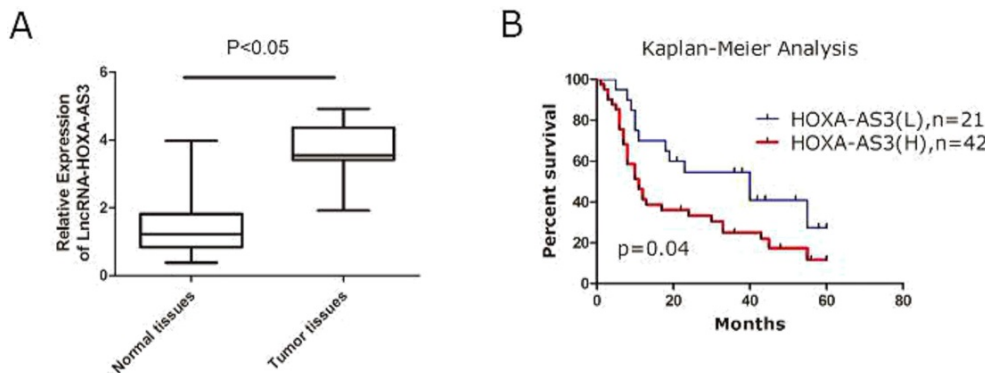 A
P<0.05
Relative Expression
of LncRNA-HOXA-AS3
6
4
2
0
Normal tissues
Tumor tissues
B
Kaplan-Meier Analysis
Percent survival
100
80
60
40
20
0
HOXA-AS3(L),n=21
HOXA-AS3(H),n=42
p=0.04
0
20
40
60
80
Months